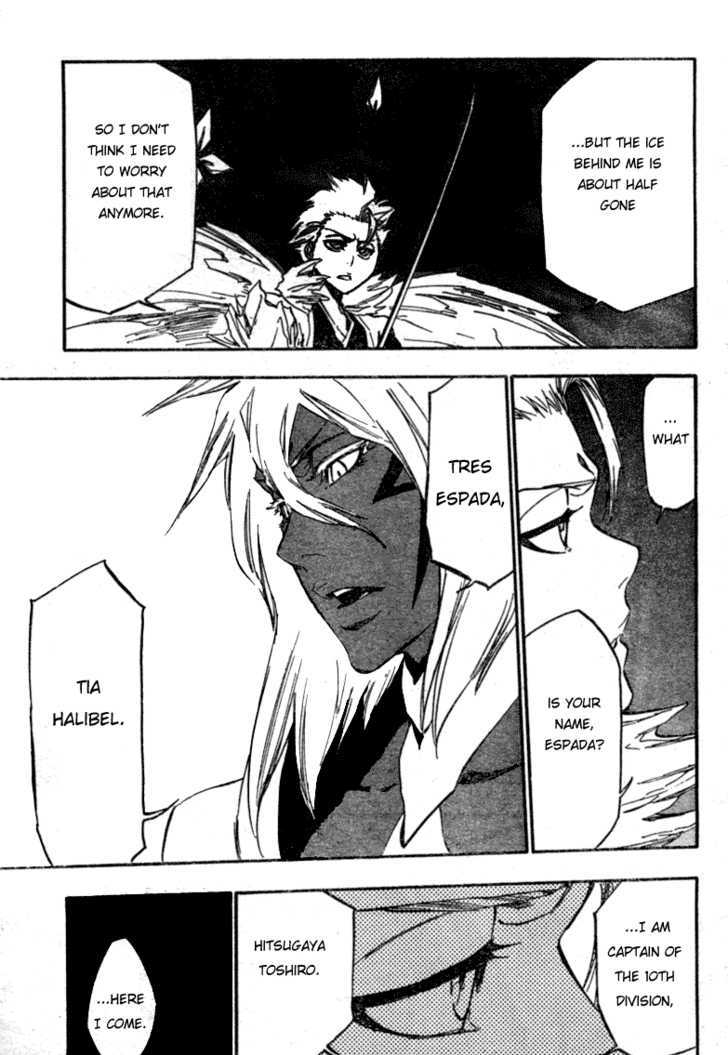 ...BUT THE ICE
BEHIND ME IS
ABOUT HALF
GONE
SO I DON'T
THINK I NEED
TO WORRY
ABOUT THAT
ANYMORE.
...
WHAT
IS YOUR
NAME,
ESPADA?
TRES
ESPADA,
TIA
HALIBEL.
...I AM
CAPTAIN OF
THE 10TH
DIVISION,
HITSUGAYA
TOSHIRO.
...HERE
I COME.